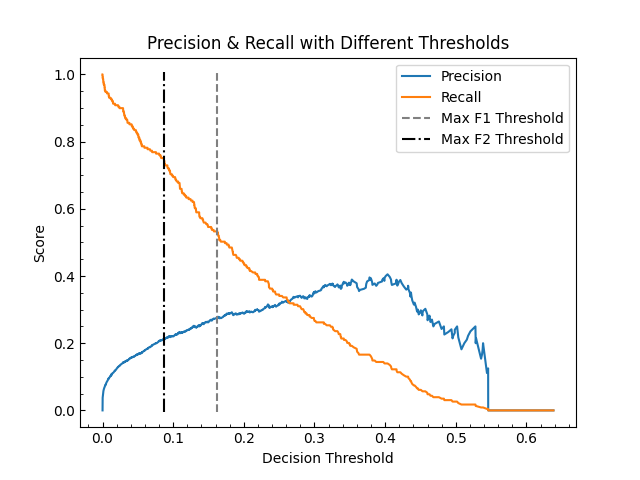 Precision & Recall with Different Thresholds
Precision
Recall
Max F1 Threshold
Max F2 Threshold
Score
1.0
0.8
0.6
0.4
0.2
0.0
0.0 0.1 0.2 0.3 0.4 0.5 0.6
Decision Threshold